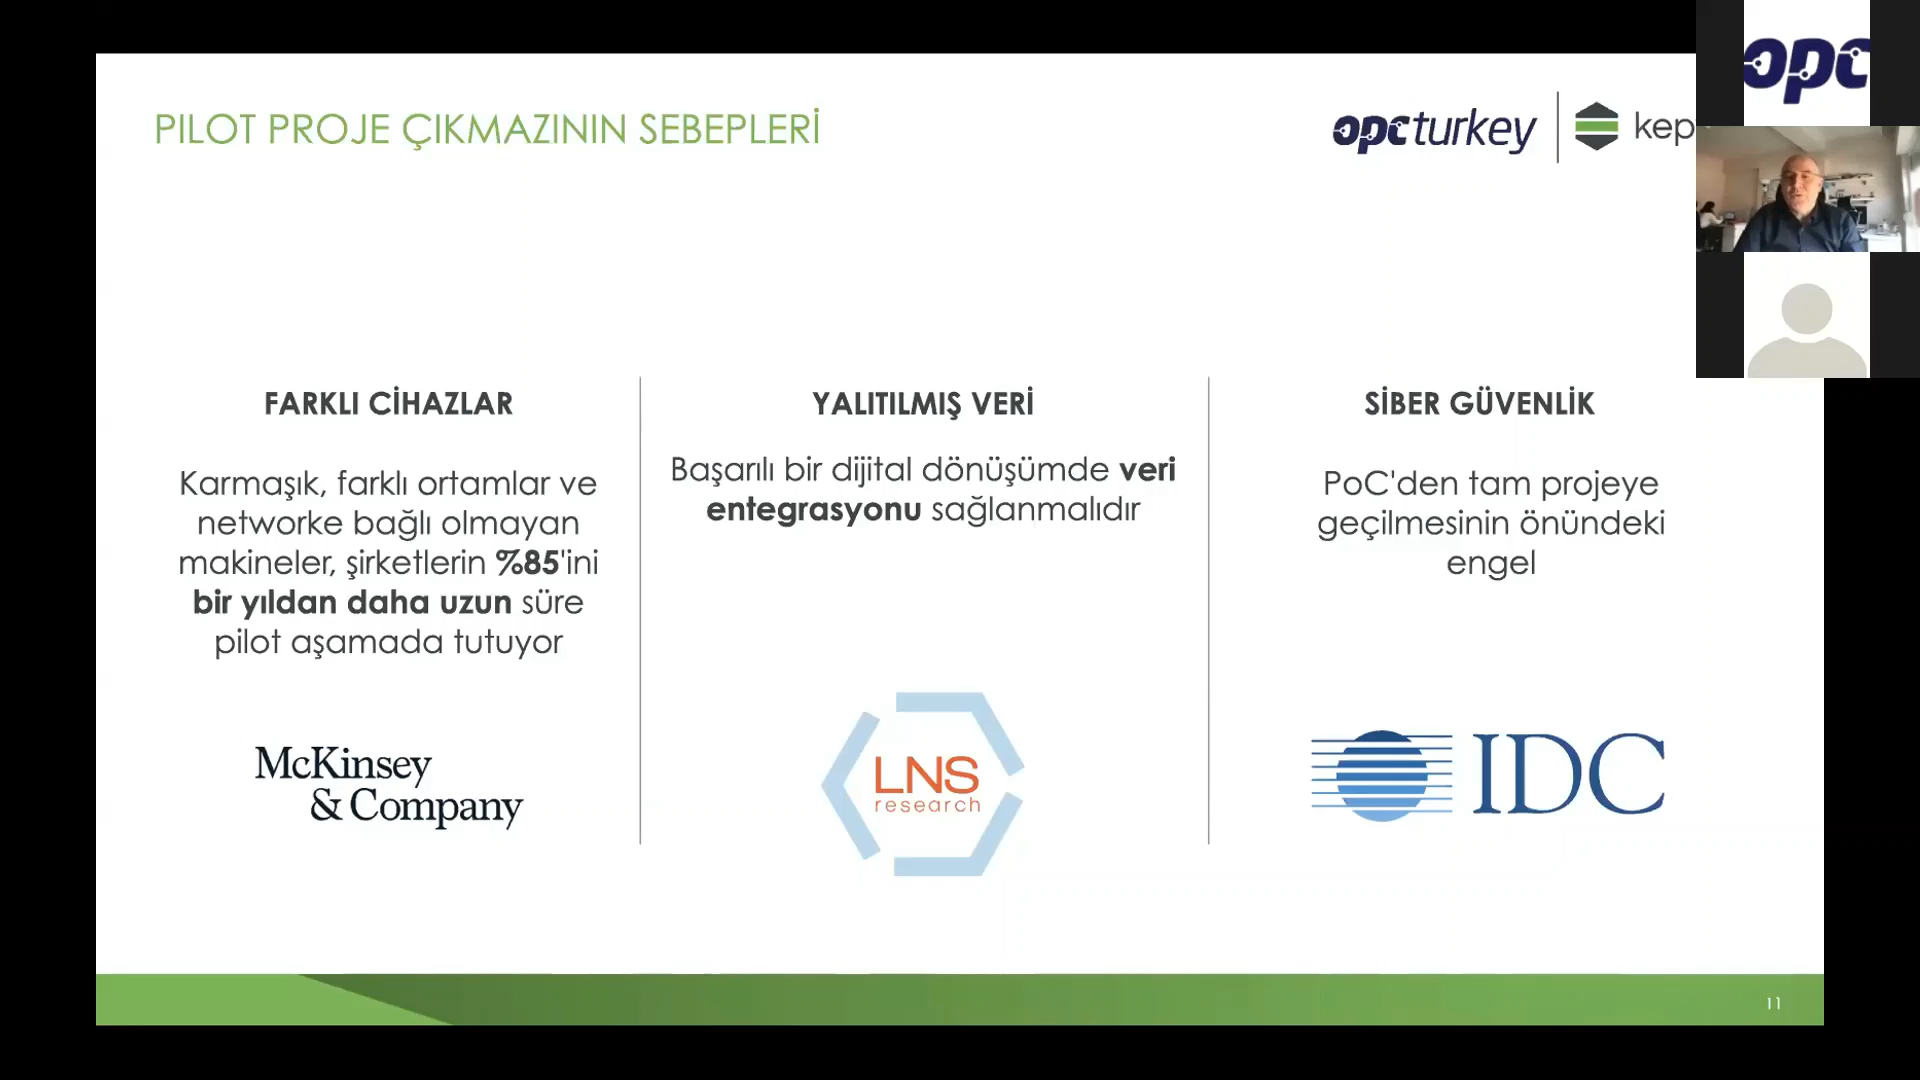 PILOT PROJE ÇIKMAZININ SEBEPLERİ
opcturkey
kep
opc
FARKLI CİHAZLAR
Karmaşık, farklı ortamlar ve
networke bağlı olmayan
makineler, şirketlerin %85'ini
bir yıldan daha uzun süre
pilot aşamada tutuyor
McKinsey
& Company
YALITILMIŞ VERİ
Başarılı bir dijital dönüşümde veri
entegrasyonu sağlanmalıdır
LNS
research
SİBER GÜVENLİK
PoC'den tam projeye
geçilmesinin önündeki
engel
IDC
11